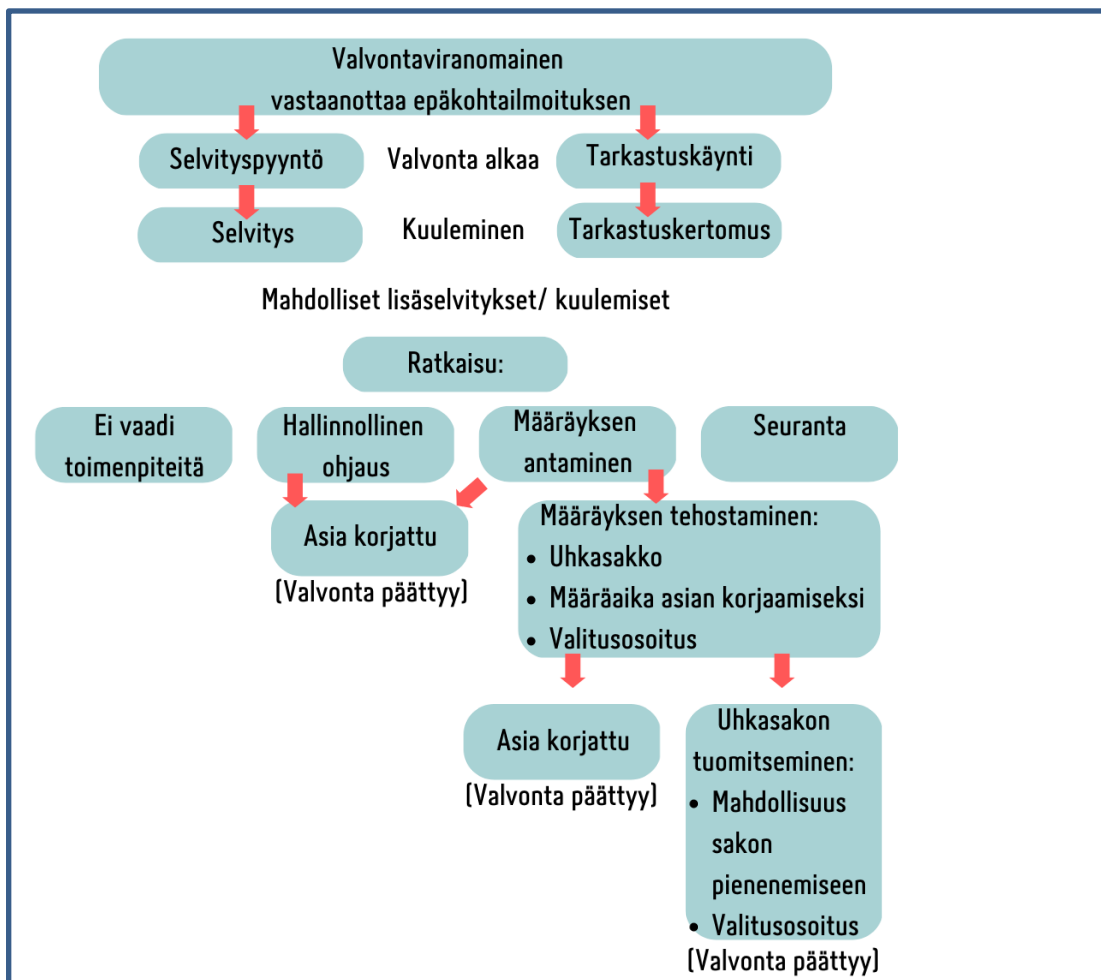 Valvontaviranomainen
vastaanottaa epäkohtailmoituksen
Selvityspyyntö
Valvonta alkaa
Tarkastuskäynti
Selvitys
Kuuleminen
Tarkastuskertomus
Mahdolliset lisäselvitykset/ kuulemiset
Ratkaisu:
Ei vaadi
toimenpiteitä
Hallinnollinen
ohjaus
Määräyksen
antaminen
Seuranta
Asia korjattu
(Valvonta päättyy)
Määräyksen tehostaminen:
• Uhkasakko
• Määräaika asian korjaamiseksi
• Valitusosoitus
Asia korjattu
(Valvonta päättyy)
Uhkasakon
tuomitseminen:
• Mahdollisuus
sakon
pienenemiseen
• Valitusosoitus
(Valvonta päättyy)